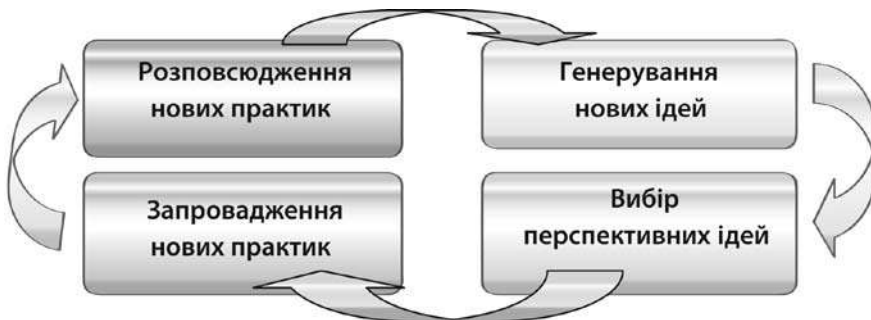 Розповсюдження
нових практик
Генерування
нових ідей
Запровадження
нових практик
Вибір
перспективних ідей